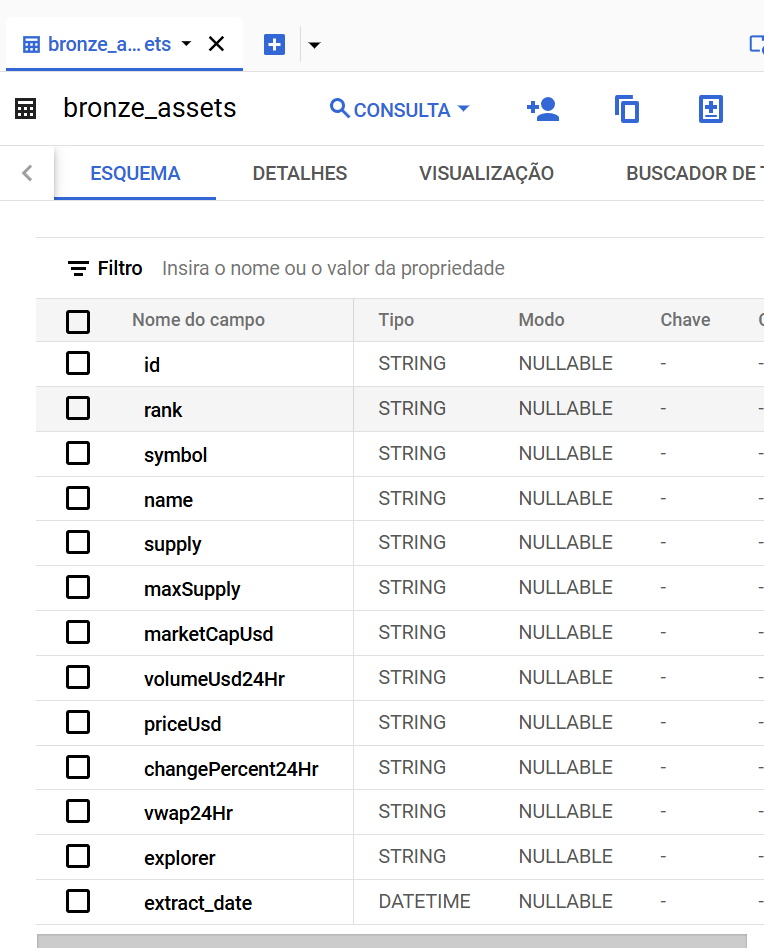 bronze_a... ets
bronze_assets
CONSULTA
ESQUEMA DETALHES VISUALIZAÇÃO BUSCADOR DE
Filtro Insira o nome ou o valor da propriedade
Nome do campo Tipo Modo Chave
id STRING NULLABLE -
rank STRING NULLABLE -
symbol STRING NULLABLE -
name STRING NULLABLE -
supply STRING NULLABLE -
maxSupply STRING NULLABLE -
marketCapUsd STRING NULLABLE -
volumeUsd24Hr STRING NULLABLE -
priceUsd STRING NULLABLE -
changePercent24Hr STRING NULLABLE -
vwap24Hr STRING NULLABLE -
explorer STRING NULLABLE -
extract_date DATETIME NULLABLE -